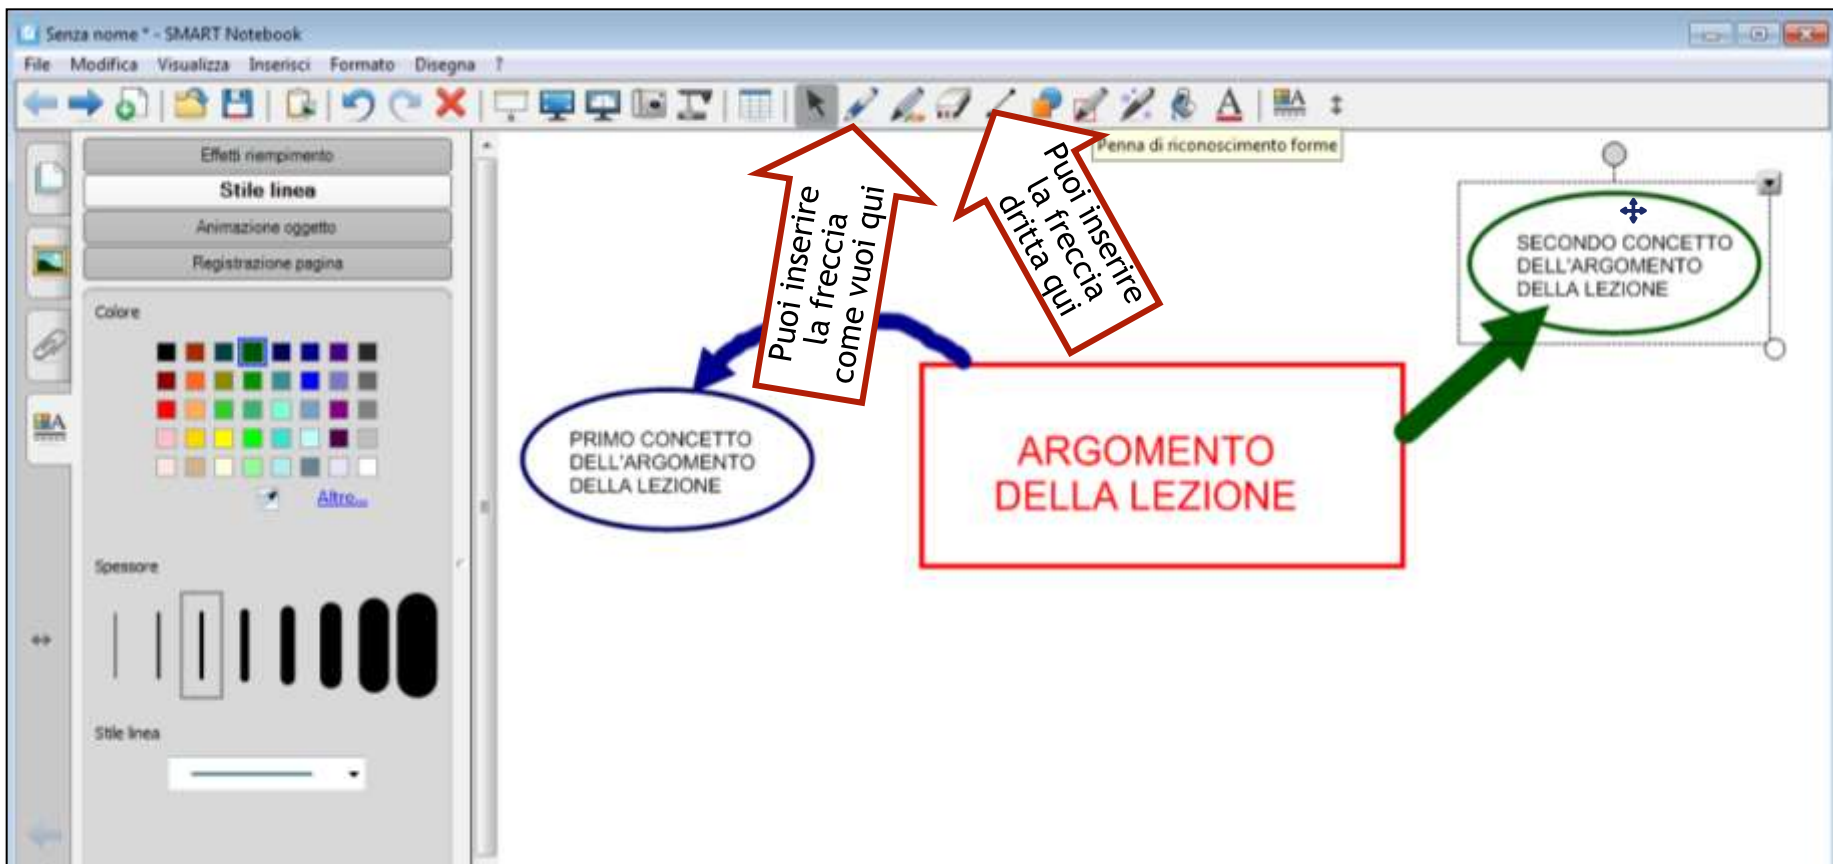 Senza nome * - SMART Notebook
File Modifica Visualizza Inserisci Formato Disegna ?
Penna di riconoscimento forme
Effetti riempimento
Stile linea
Animazione oggetto
Registrazione pagina
Colore
Altro...
Spessore
Stile linea
Puoi inserire
la freccia
come vuoi qui
Puoi inserire
la freccia
dritta qui
SECONDO CONCETTO
DELL'ARGOMENTO
DELLA LEZIONE
PRIMO CONCETTO
DELL'ARGOMENTO
DELLA LEZIONE
ARGOMENTO
DELLA LEZIONE